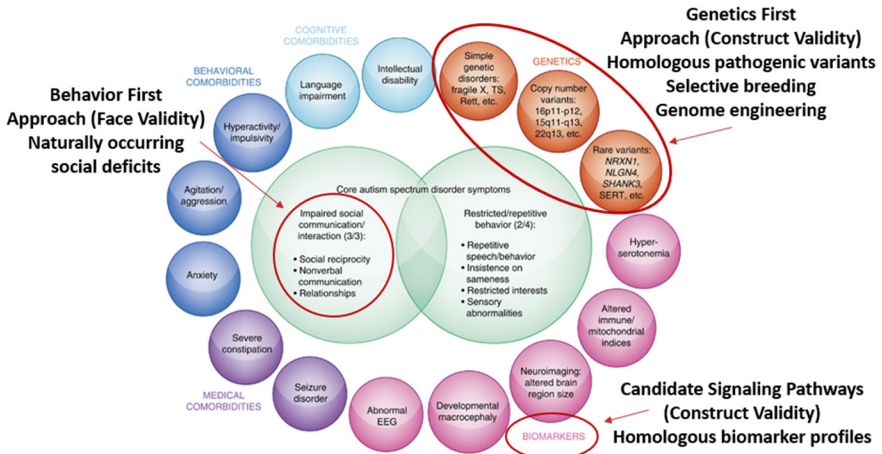 Genetics First
Approach (Construct Validity)
Homologous pathogenic variants
Selective breeding
Genome engineering
Behavior First
Approach (Face Validity)
Naturally occurring
social deficits
COGNITIVE
COMORBIDITIES
Language
impairment
Intellectual
disability
BEHAVIORAL
COMORBIDITIES
Hyperactivity/
impulsivity
Agitation/
aggression
Anxiety
GENETICS
Simple
genetic
disorders:
fragile X, TS,
Rett, etc.
Copy number
variants:
16p11-p12,
15q11-q13,
22q13, etc.
Rare variants:
NRXN1,
NLGN4,
SHANK3,
SERT, etc.
Core autism spectrum disorder symptoms
Impaired social
communication/
interaction (3/3):
• Social reciprocity
• Nonverbal
communication
• Relationships
Restricted/repetitive
behavior (2/4):
• Repetitive
speech/behavior
• Insistence on
sameness
• Restricted interests
• Sensory
abnormalities
Hyper-
serotonemia
Altered
immune/
mitochondrial
indices
Neuroimaging:
altered brain
region size
Developmental
macrocephaly
Abnormal
EEG
BIOMARKERS
Severe
constipation
Seizure
disorder
MEDICAL
COMORBIDITIES
Candidate Signaling Pathways
(Construct Validity)
Homologous biomarker profiles